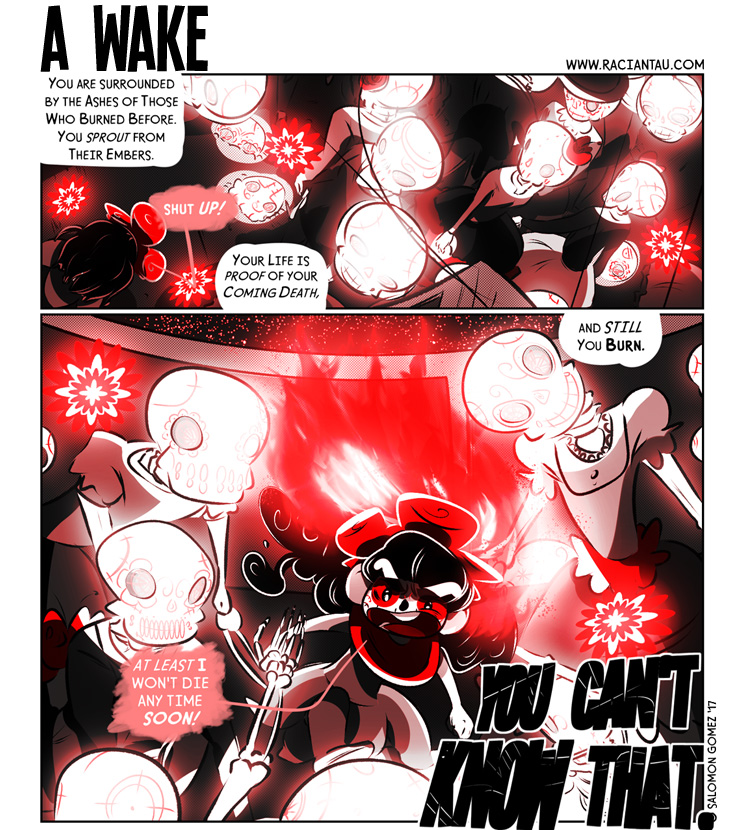 A WAKE
WWW.RACIANTAU.COM
YOU ARE SURROUNDED
BY THE ASHES OF THOSE
WHO BURNED BEFORE.
YOU SPROUT FROM
THEIR EMBERS.
SHUT UP!
YOUR LIFE IS
PROOF OF YOUR
COMING DEATH,
AND STILL
YOU BURN.
AT LEAST I
WON'T DIE
ANY TIME
SOON!
YOU CAN'T
KNOW THAT.
© SALOMON GOMEZ '17